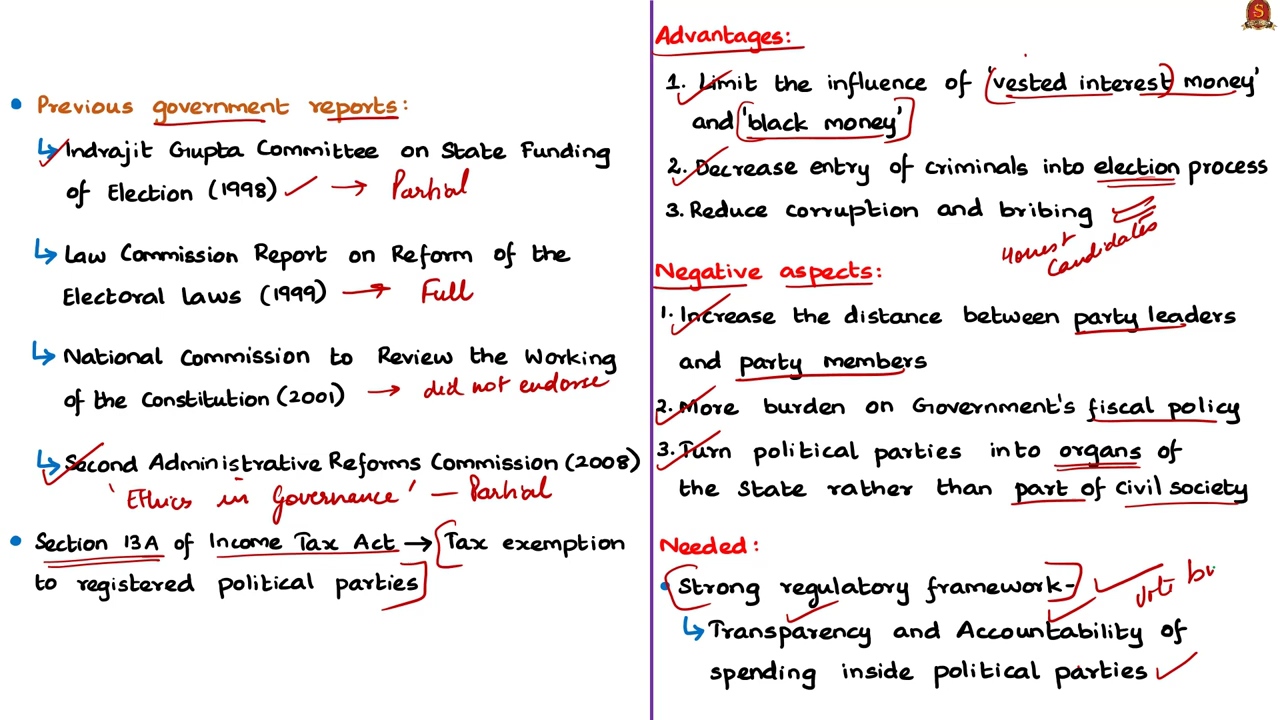 • Previous government reports:
↳ Indrajit Gupta Committee on State Funding
of Election (1998) ✓ → Partial
↳ Law Commission Report on Reform of the
Electoral Laws (1999) → Full
↳ National Commission to Review the Working
of the Constitution (2001) → did not endorse
↳ Second Administrative Reforms Commission (2008)
'Ethics in Governance' – Partial
• Section 13A of Income Tax Act → [Tax exemption
to registered political parties]
Advantages:
1. Limit the influence of 'vested interest money'
and 'black money'
2. Decrease entry of criminals into election process
3. Reduce corruption and bribing
Honest
candidates
Negative aspects:
1. Increase the distance between party leaders
and party members
2. More burden on Government's fiscal policy
3. Turn political parties into organs of
the State rather than part of civil society
Needed:
• [Strong regulatory framework-] ✓ vote
↳ Transparency and Accountability of
spending inside political parties ✓
S